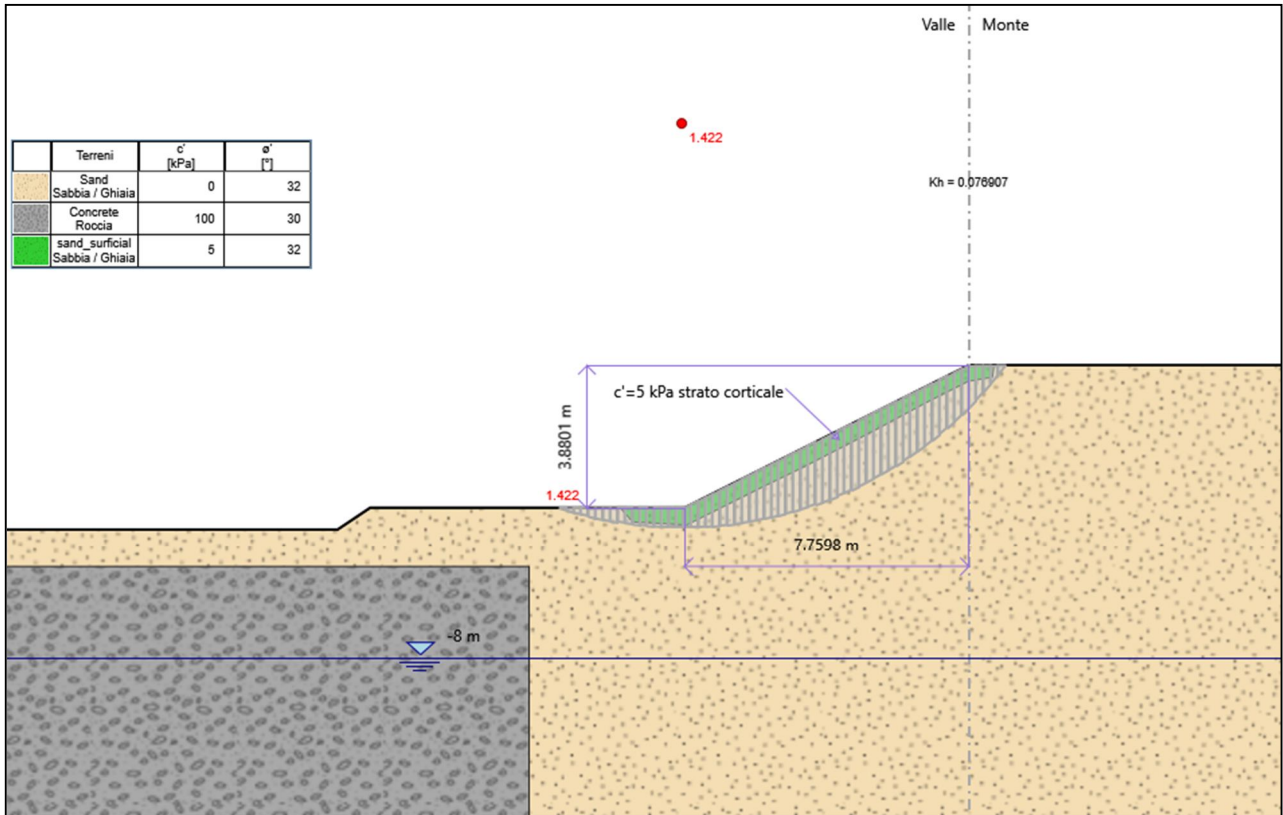 Valle Monte
1.422
Kh = 0.076907
Terreni c' [kPa] ø' [°]
Sand
Sabbia / Ghiaia 0 32
Concrete
Roccia 100 30
sand_surficial
Sabbia / Ghiaia 5 32
c'=5 kPa strato corticale
3.8801 m
1.422
7.7598 m
-8 m